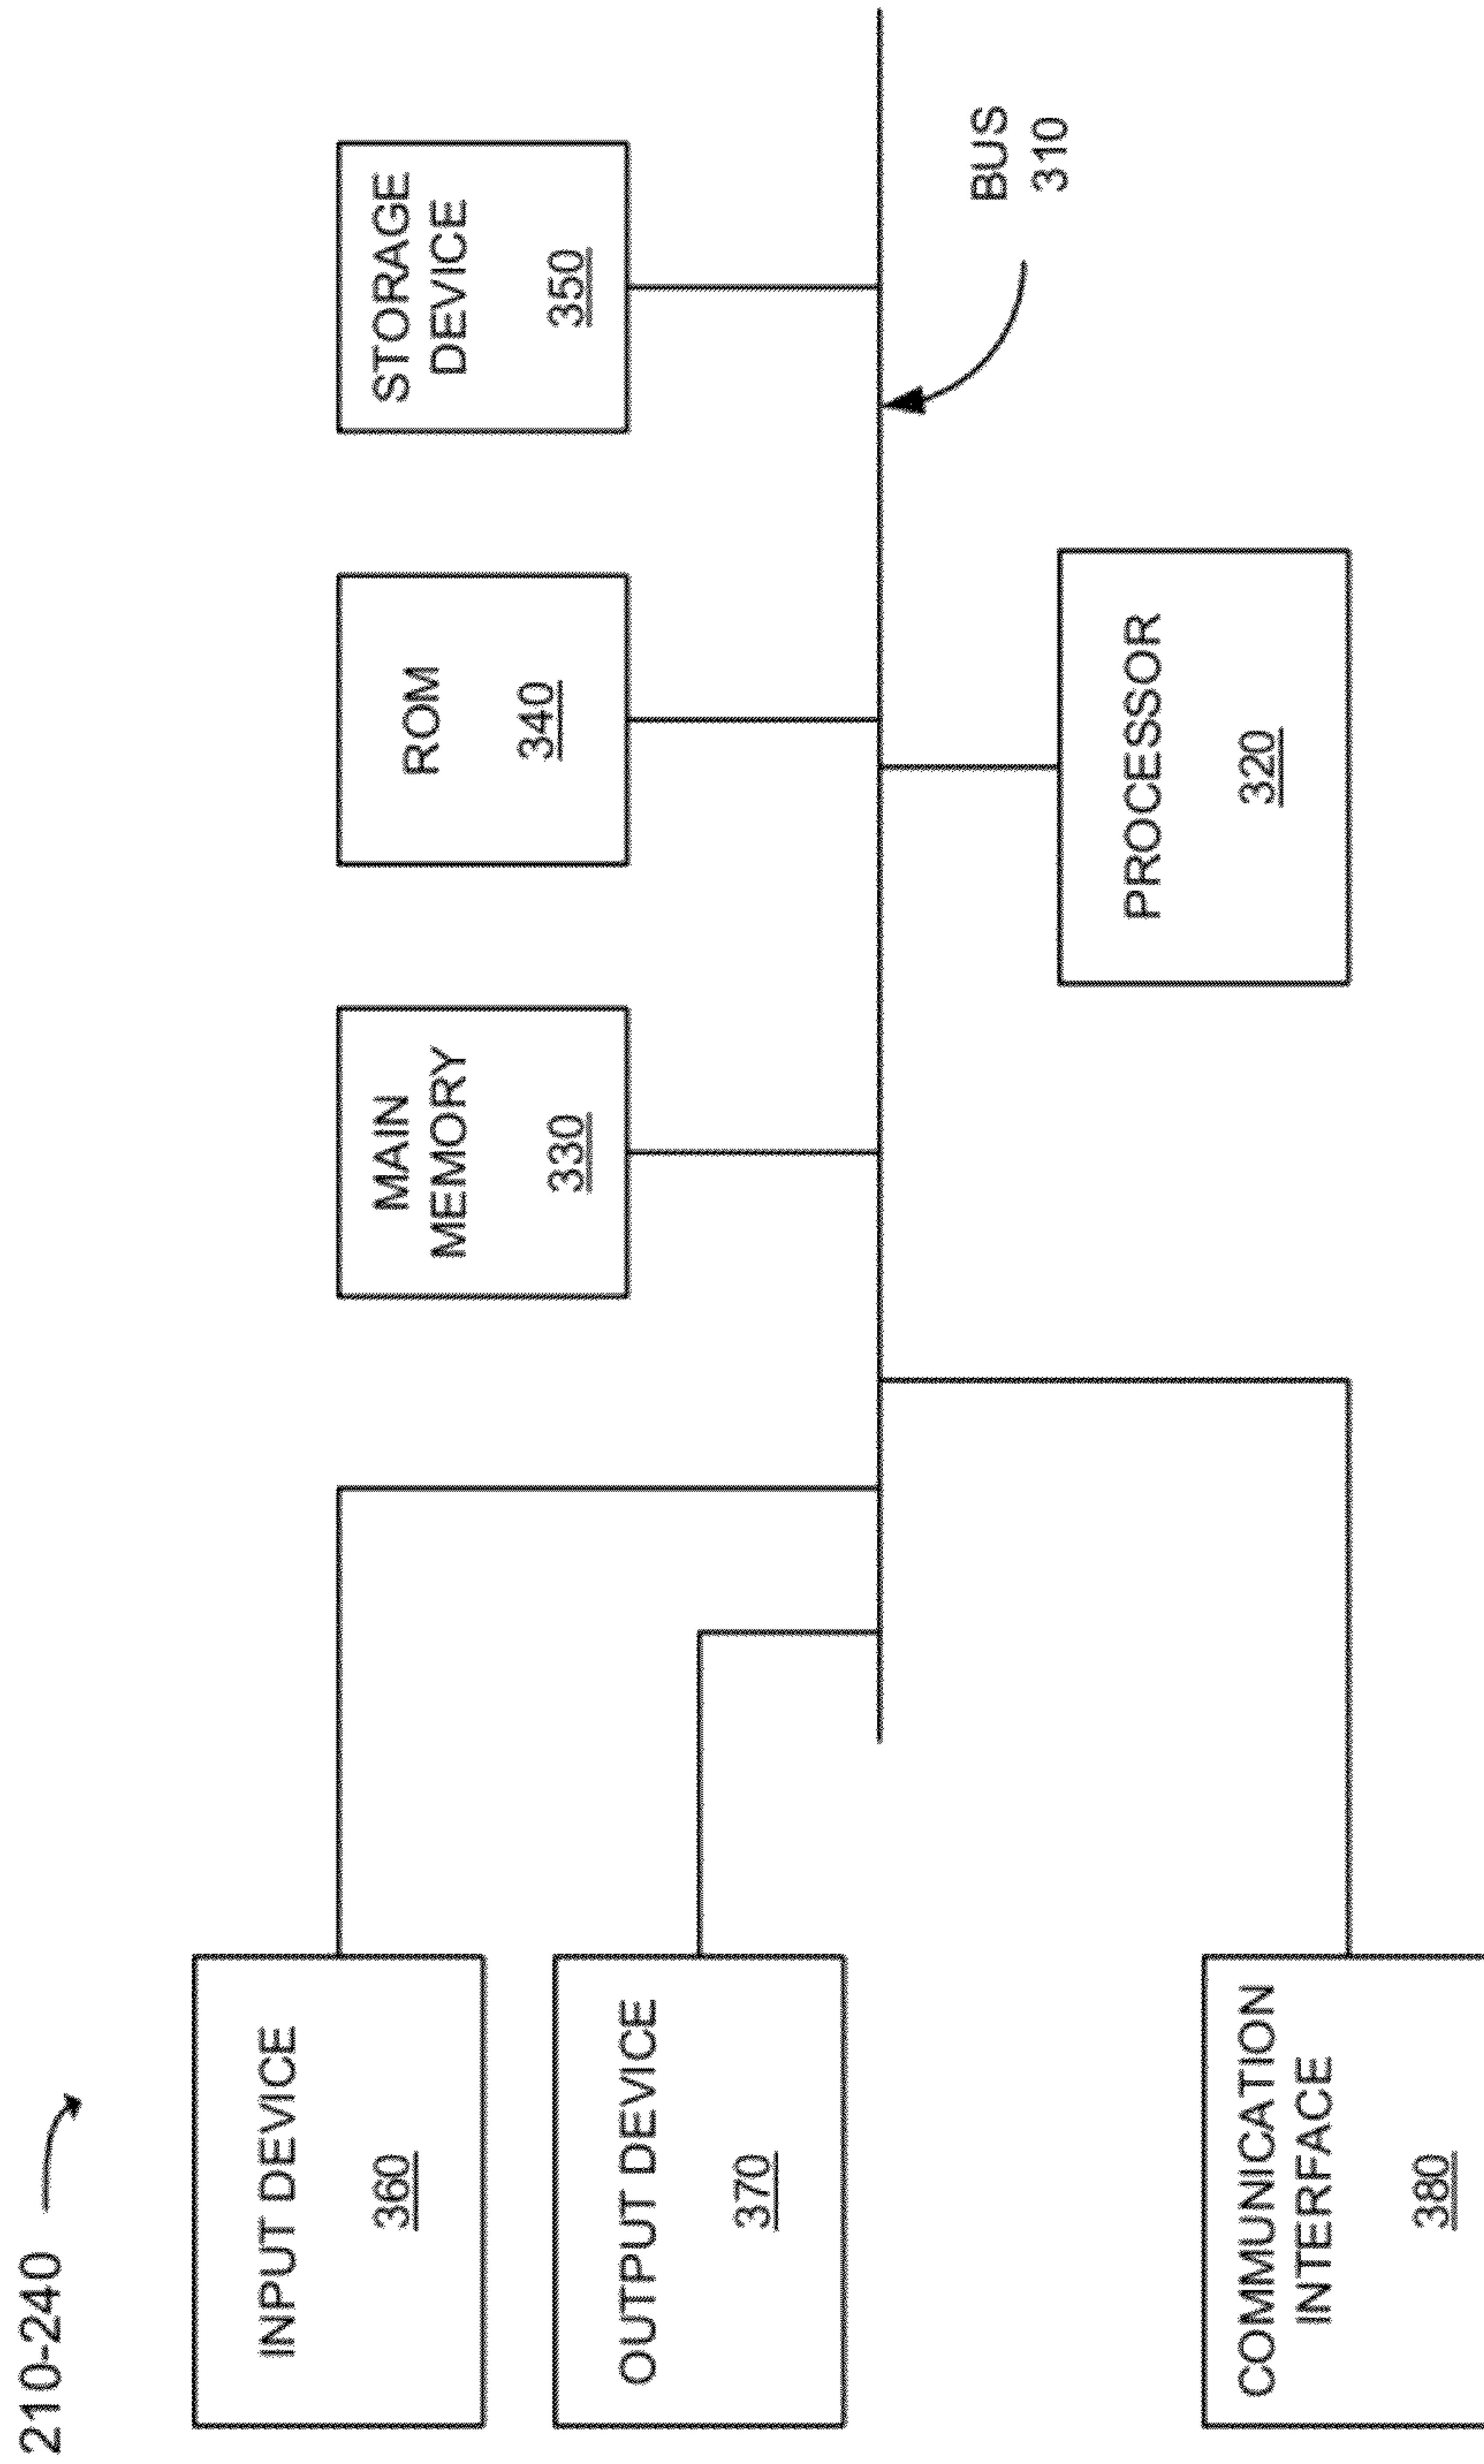 210-240
INPUT DEVICE
360
OUTPUT DEVICE
370
COMMUNICATION
INTERFACE
380
MAIN
MEMORY
330
ROM
340
STORAGE
DEVICE
350
PROCESSOR
320
BUS
310